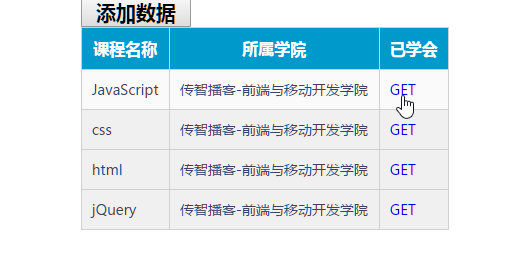 添加数据
课程名称 所属学院 已学会
JavaScript 传智播客-前端与移动开发学院 GET
css 传智播客-前端与移动开发学院 GET
html 传智播客-前端与移动开发学院 GET
jQuery 传智播客-前端与移动开发学院 GET